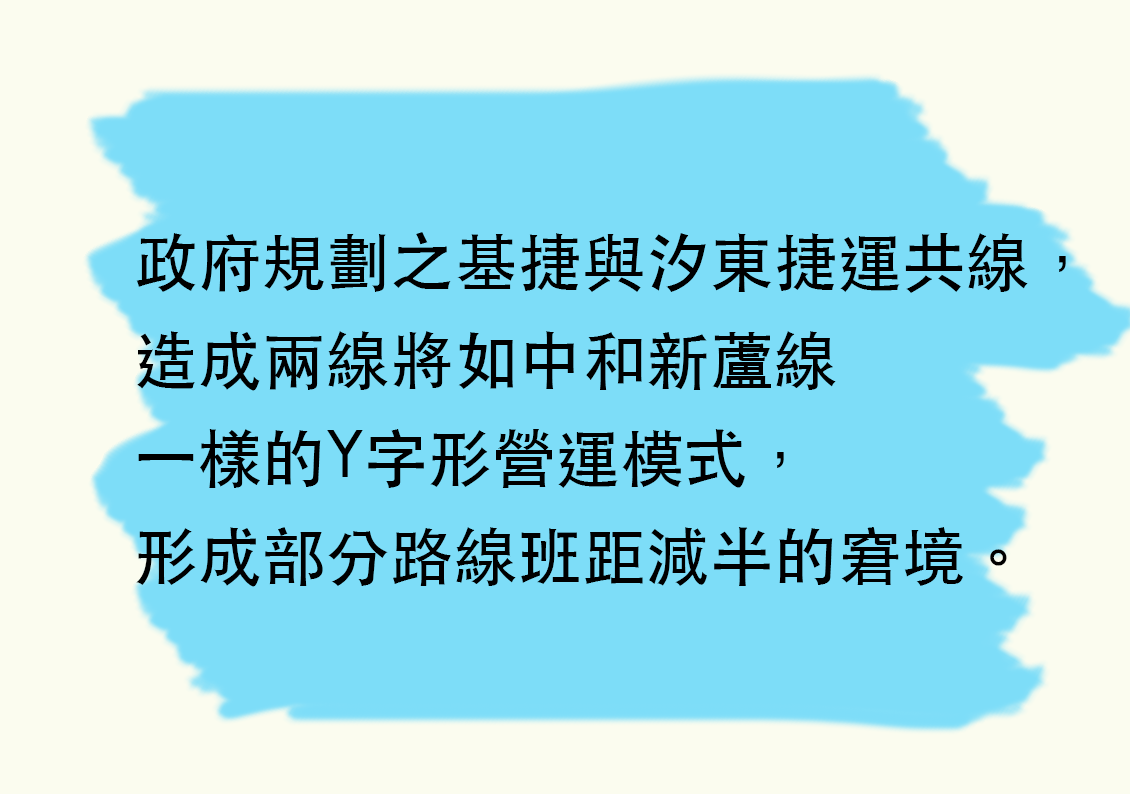 政府規劃之基捷與汐東捷運共線，
造成兩線將如中和新蘆線
一樣的Y字形營運模式，
形成部分路線班距減半的窘境。